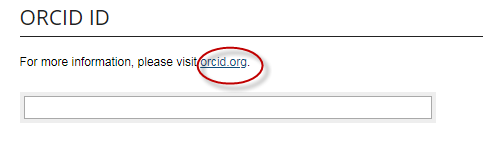 ORCID ID
For more information, please visit orcid.org.